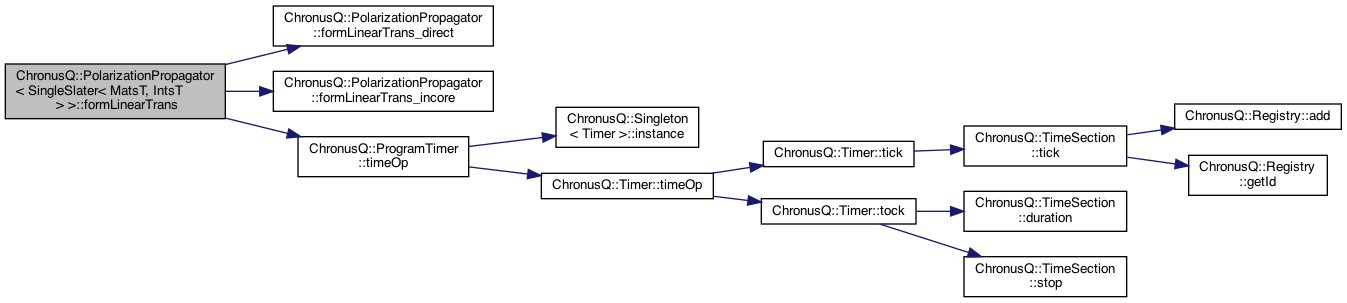 ChronusQ::PolarizationPropagator
< SingleSlater< MatsT, IntsT
> >::formLinearTrans
ChronusQ::PolarizationPropagator
::formLinearTrans_direct
ChronusQ::PolarizationPropagator
::formLinearTrans_incore
ChronusQ::ProgramTimer
::timeOp
ChronusQ::Singleton
< Timer >::instance
ChronusQ::Timer::timeOp
ChronusQ::Timer::tick
ChronusQ::Timer::tock
ChronusQ::TimeSection
::tick
ChronusQ::TimeSection
::duration
ChronusQ::TimeSection
::stop
ChronusQ::Registry::add
ChronusQ::Registry
::getId